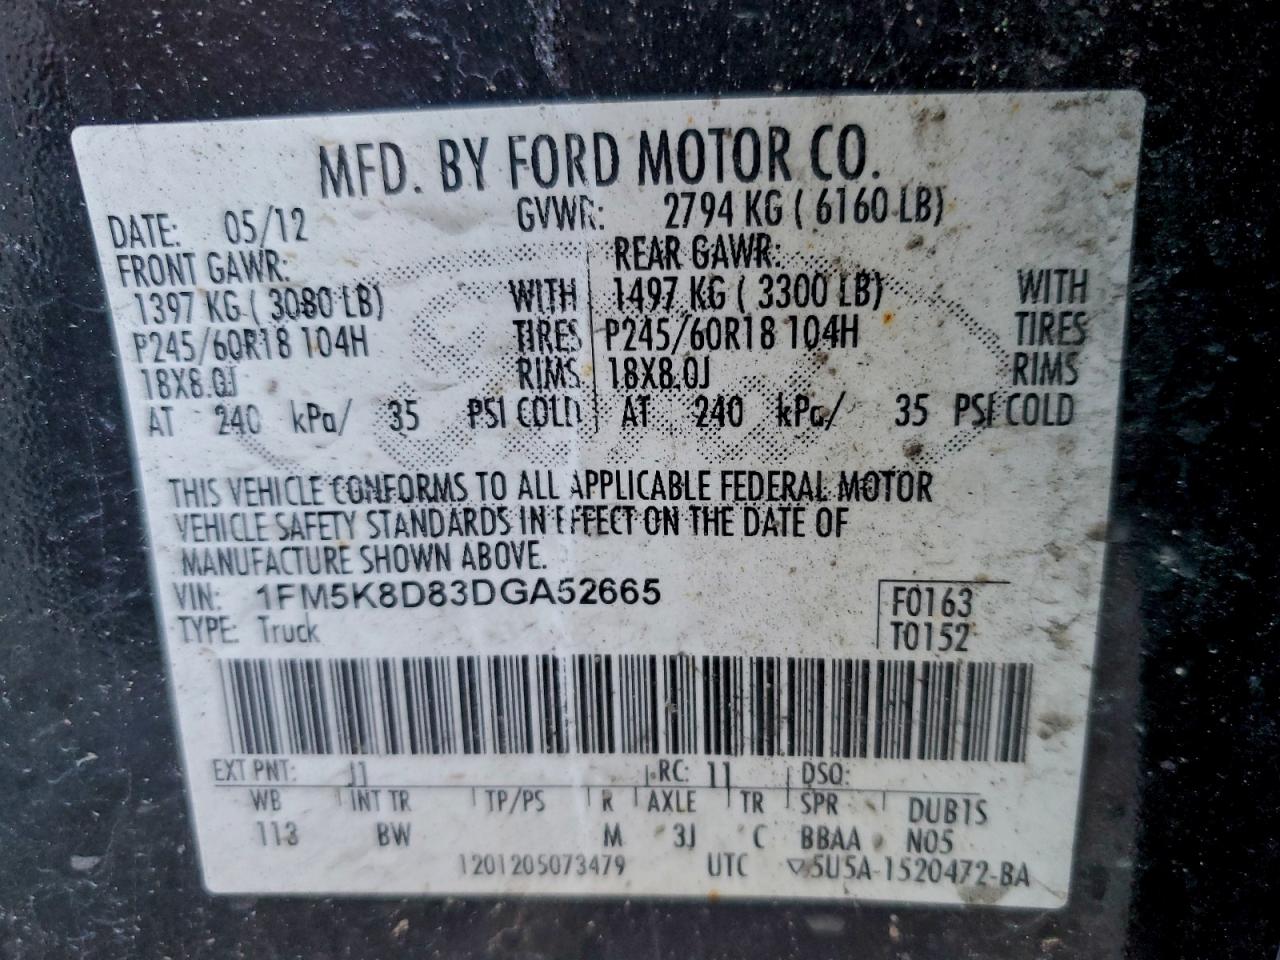 MFD. BY FORD MOTOR CO.
DATE: 05/12 GVWR: 2794 KG ( 6160 LB)
FRONT GAWR: REAR GAWR:
1397 KG ( 3080 LB) WITH 1497 KG ( 3300 LB) WITH
P245/60R18 104H TIRES P245/60R18 104H TIRES
18X8.0J RIMS 18X8.0J RIMS
AT 240 kPa/ 35 PSI COLD AT 240 kPa/ 35 PSI COLD
THIS VEHICLE CONFORMS TO ALL APPLICABLE FEDERAL MOTOR
VEHICLE SAFETY STANDARDS IN EFFECT ON THE DATE OF
MANUFACTURE SHOWN ABOVE.
VIN: 1FM5K8D83DGA52665 F0163
TYPE: Truck T0152
EXT PNT: J1 RC: 11 DSO:
WB INT TR TP/PS R AXLE TR SPR DUB1S
113 BW M 3J C BBAA N05
1201205073479 UTC ▽5U5A-1520472-BA